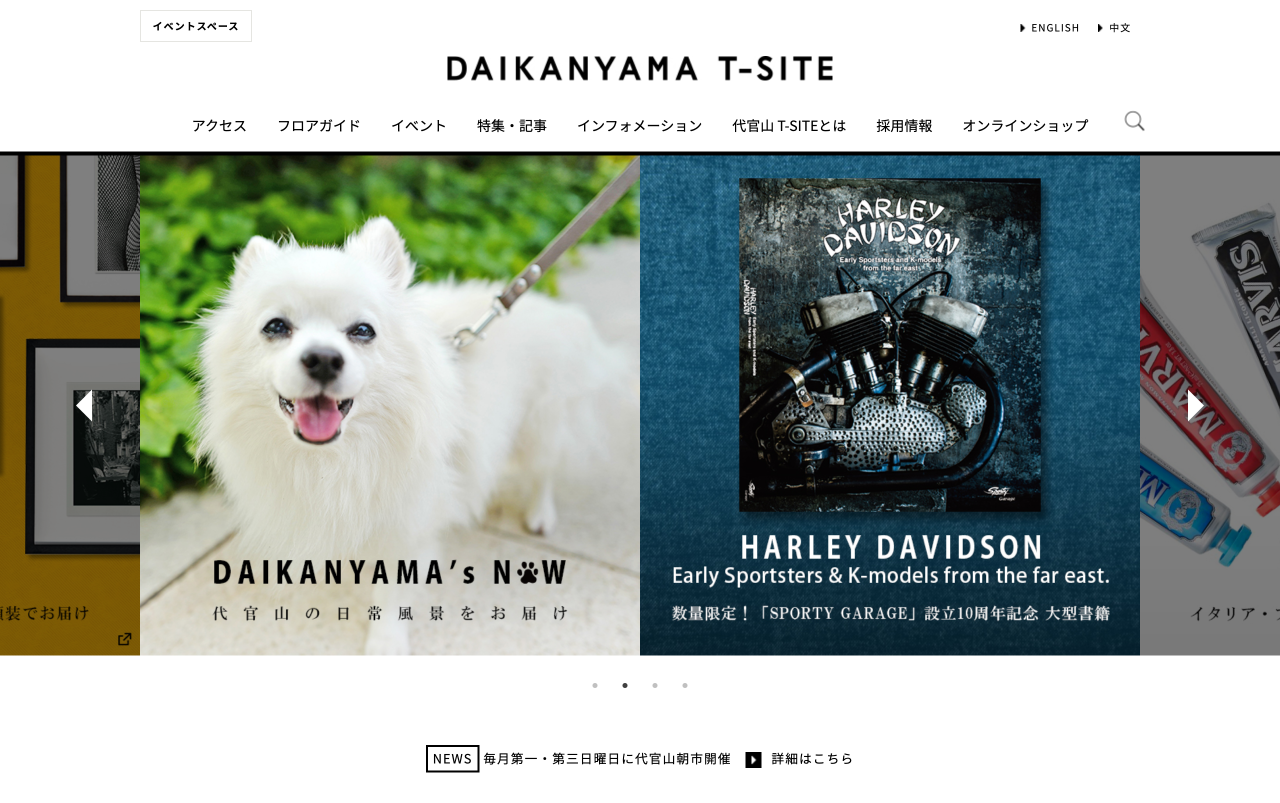 イベントスペース
ENGLISH
中文
DAIKANYAMA T-SITE
アクセス
フロアガイド
イベント
特集・記事
インフォメーション
代官山 T-SITEとは
採用情報
オンラインショップ
HARLEY
DAVIDSON
Early Sportsters and K-models
from the far east.
MARVIS
DAIKANYAMA's NOW
代官山の日常風景をお届け
HARLEY DAVIDSON
Early Sportsters & K-models from the far east.
数量限定！「SPORTY GARAGE」設立10周年記念 大型書籍
装でお届け
イタリア・
NEWS 毎月第一・第三日曜日に代官山朝市開催
詳細はこちら